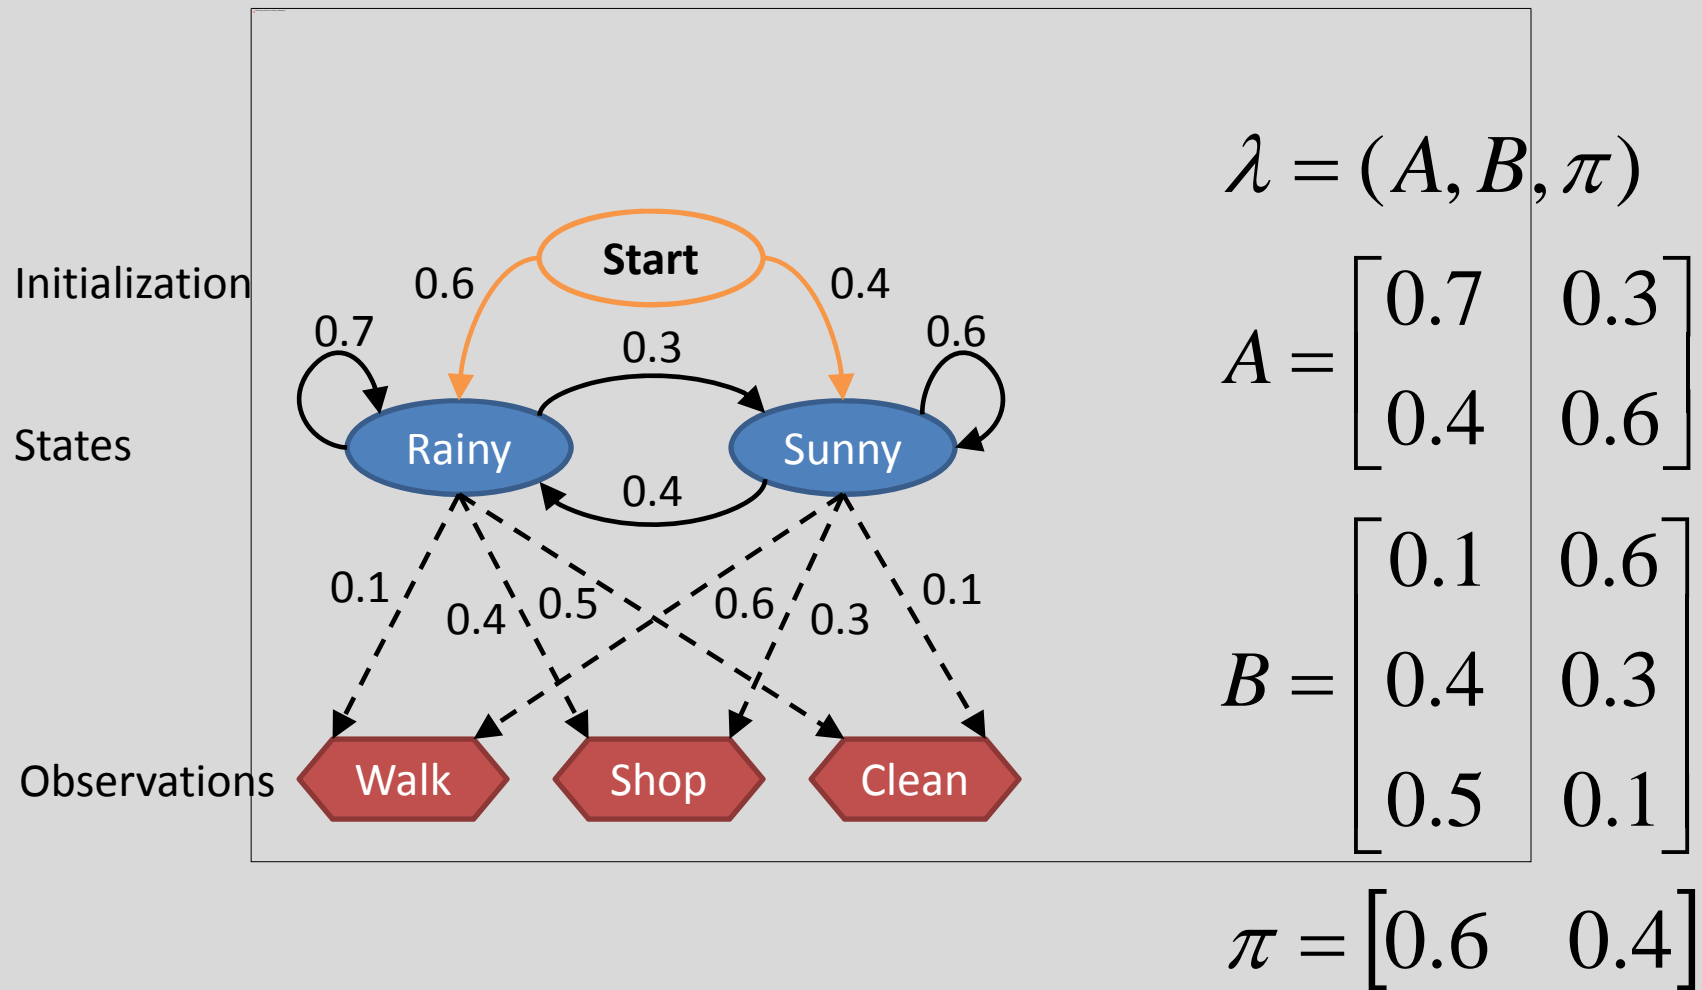 λ = (A, B, π)
Start
Initialization
0.6
0.4
0.7
0.3
0.6
A = [0.7 0.3
0.4 0.6]
States
Rainy
Sunny
0.4
0.1
0.4
0.5
0.6
0.3
0.1
B = [0.1 0.6
0.4 0.3
0.5 0.1]
Observations
Walk
Shop
Clean
π = [0.6 0.4]